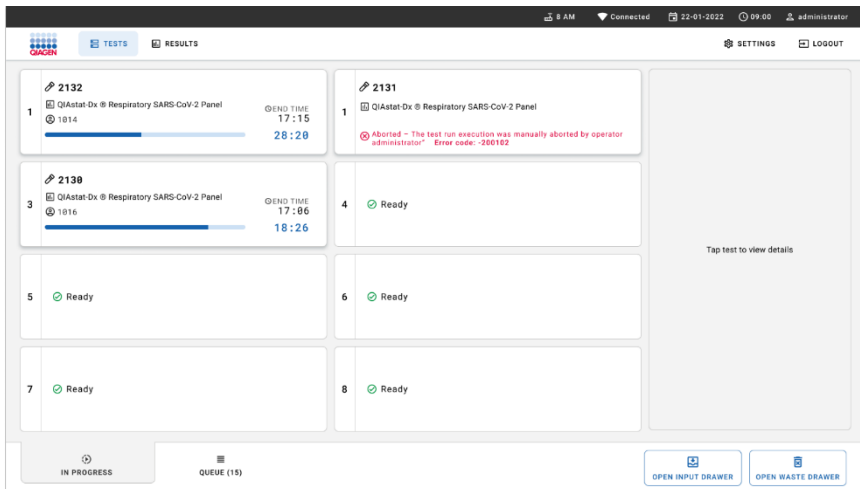 8 AM Connected 22-01-2022 09:00 administrator
QIAGEN TESTS RESULTS SETTINGS LOGOUT
1
2132
QIAstat-Dx ® Respiratory SARS-CoV-2 Panel
1014
END TIME
17:15
28:20
1
2131
QIAstat-Dx ® Respiratory SARS-CoV-2 Panel
Aborted – The test run execution was manually aborted by operator
administrator" Error code: -200102
3
2130
QIAstat-Dx ® Respiratory SARS-CoV-2 Panel
1016
END TIME
17:06
18:26
4 Ready
Tap test to view details
5 Ready
6 Ready
7 Ready
8 Ready
IN PROGRESS
QUEUE (15)
OPEN INPUT DRAWER
OPEN WASTE DRAWER